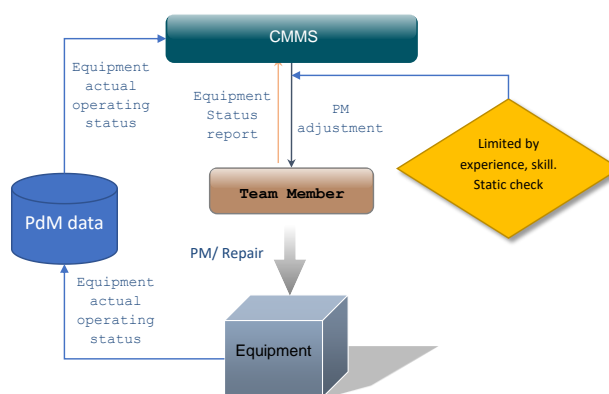 CMMS
Equipment
actual
operating
status
Equipment
Status
report
PM
adjustment
Limited by
experience, skill.
Static check
Team Member
PdM data
PM/ Repair
Equipment
actual
operating
status
Equipment